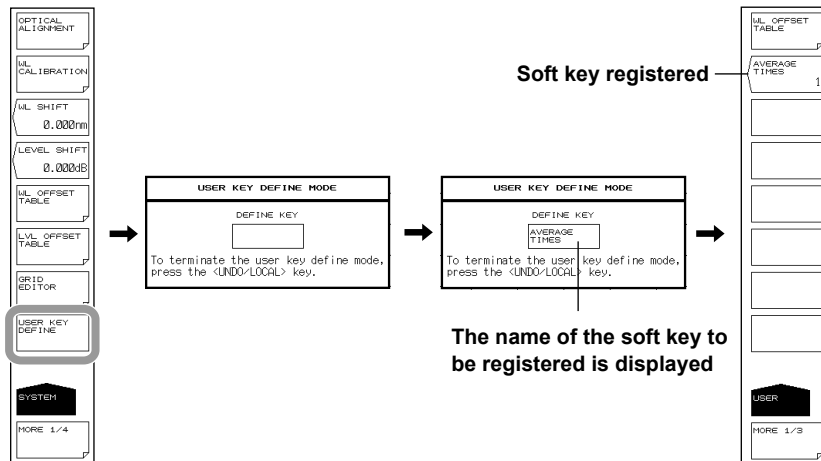 OPTICAL
ALIGNMENT
WL
CALIBRATION
WL SHIFT
0.000nm
LEVEL SHIFT
0.000dB
WL OFFSET
TABLE
LVL OFFSET
TABLE
GRID
EDITOR
USER KEY
DEFINE
SYSTEM
MORE 1/4
USER KEY DEFINE MODE
DEFINE KEY
To terminate the user key define mode,
press the <UNDO/LOCAL> key.
USER KEY DEFINE MODE
DEFINE KEY
AVERAGE
TIMES
To terminate the user key define mode,
press the <UNDO/LOCAL> key.
The name of the soft key to
be registered is displayed
Soft key registered
WL OFFSET
TABLE
AVERAGE
TIMES
1
USER
MORE 1/3